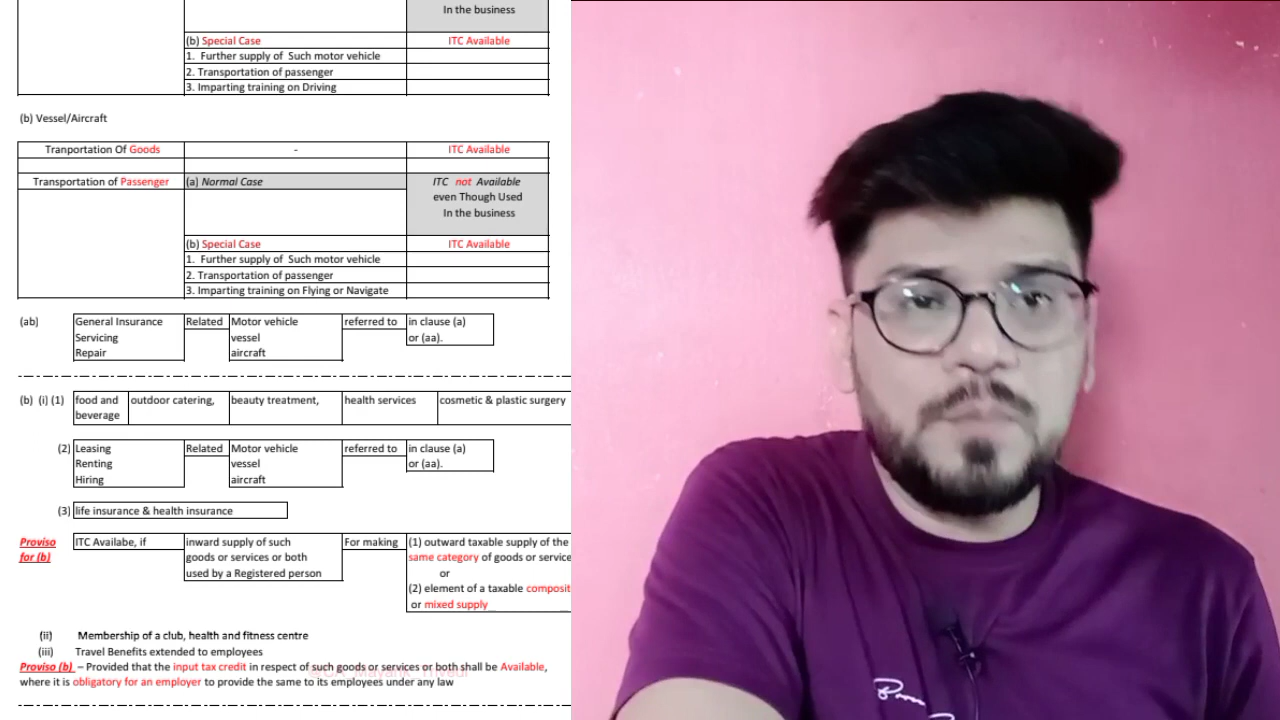 In the business
(b) Special Case ITC Available
1. Further supply of Such motor vehicle
2. Transportation of passenger
3. Imparting training on Driving
(b) Vessel/Aircraft
Tranportation Of Goods - ITC Available
Transportation of Passenger (a) Normal Case ITC not Available
even Though Used
In the business
(b) Special Case ITC Available
1. Further supply of Such motor vehicle
2. Transportation of passenger
3. Imparting training on Flying or Navigate
(ab) General Insurance Related Motor vehicle referred to in clause (a)
Servicing vessel or (aa).
Repair aircraft
(b) (i) (1) food and outdoor catering, beauty treatment, health services cosmetic & plastic surgery
beverage
(2) Leasing Related Motor vehicle referred to in clause (a)
Renting vessel or (aa).
Hiring aircraft
(3) life insurance & health insurance
Proviso ITC Availabe, if inward supply of such For making (1) outward taxable supply of the
for (b) goods or services or both same category of goods or service
used by a Registered person or
(2) element of a taxable composit
or mixed supply
(ii) Membership of a club, health and fitness centre
(iii) Travel Benefits extended to employees
Proviso (b) – Provided that the input tax credit in respect of such goods or services or both shall be Available,
@CA Mayank Trivedi
where it is obligatory for an employer to provide the same to its employees under any law